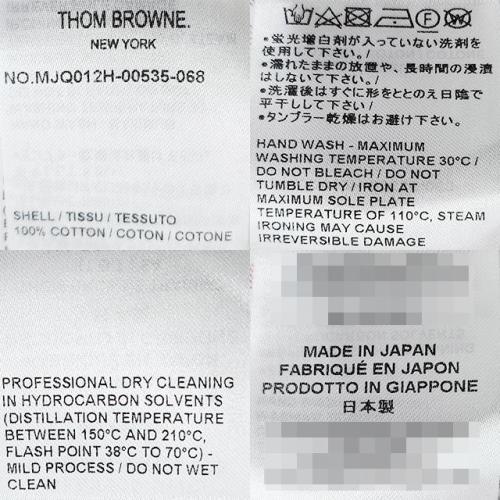 THOM BROWNE.
NEW YORK
NO.MJQ012H-00535-068
SHELL / TISSU / TESSUTO
100% COTTON / COTON / COTONE
•蛍光増白剤が入っていない洗剤を
使用して下さい。/
•濡れたままの放置や、長時間の浸漬
はしないで下さい。/
•洗濯後はすぐに形をととのえ日陰で
平干しして下さい/
•タンブラー乾燥はお避け下さい。
HAND WASH - MAXIMUM
WASHING TEMPERATURE 30°C /
DO NOT BLEACH / DO NOT
TUMBLE DRY / IRON AT
MAXIMUM SOLE PLATE
TEMPERATURE OF 110°C, STEAM
IRONING MAY CAUSE
IRREVERSIBLE DAMAGE
PROFESSIONAL DRY CLEANING
IN HYDROCARBON SOLVENTS
(DISTILLATION TEMPERATURE
BETWEEN 150°C AND 210°C,
FLASH POINT 38°C TO 70°C) -
MILD PROCESS / DO NOT WET
CLEAN
MADE IN JAPAN
FABRIQUÉ EN JAPON
PRODOTTO IN GIAPPONE
日本製